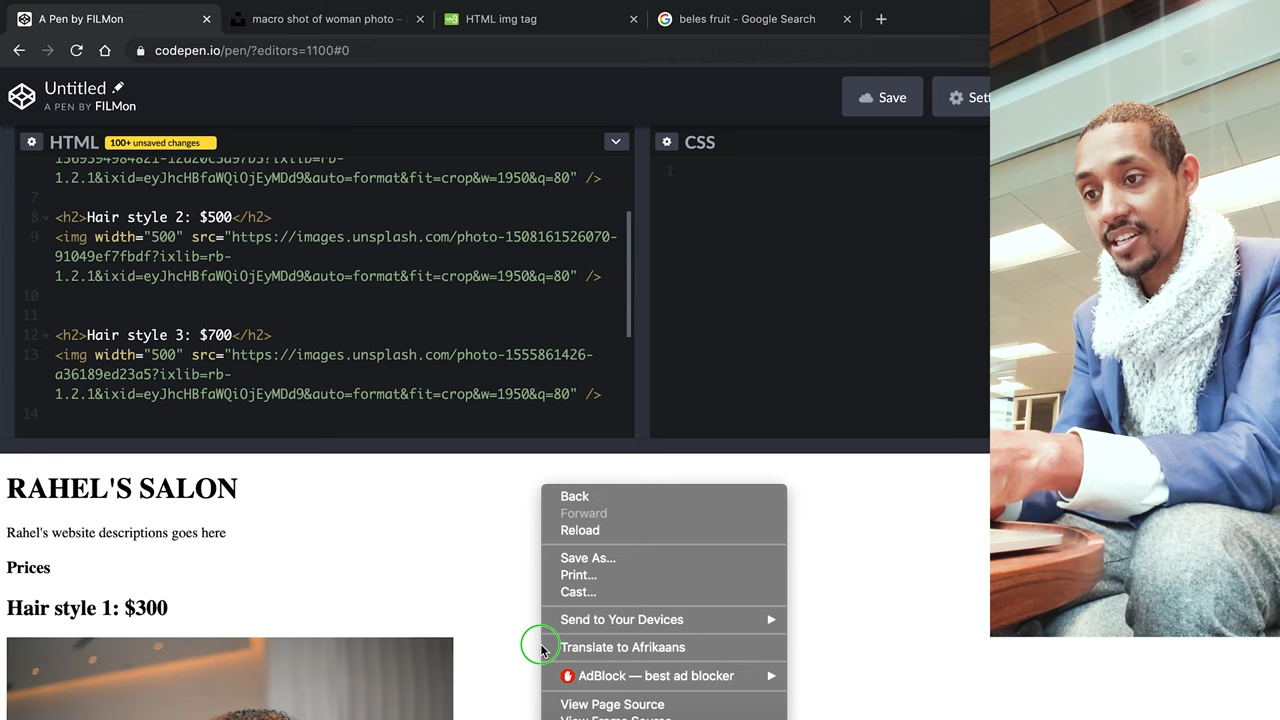 A Pen by FILMon
macro shot of woman photo –
HTML img tag
beles fruit - Google Search
codepen.io/pen/?editors=1100#0
Untitled
A PEN BY FILMon
Save
HTML
100+ unsaved changes
CSS
1.2.1&ixid=eyJhcHBfaWQiOjEyMDd9&auto=format&fit=crop&w=1950&q=80" />
7
8 <h2>Hair style 2: $500</h2>
9 <img width="500" src="https://images.unsplash.com/photo-1508161526070-
91049ef7fbdf?ixlib=rb-
1.2.1&ixid=eyJhcHBfaWQiOjEyMDd9&auto=format&fit=crop&w=1950&q=80" />
10
11
12 <h2>Hair style 3: $700</h2>
13 <img width="500" src="https://images.unsplash.com/photo-1555861426-
a36189ed23a5?ixlib=rb-
1.2.1&ixid=eyJhcHBfaWQiOjEyMDd9&auto=format&fit=crop&w=1950&q=80" />
14
1
RAHEL'S SALON
Rahel's website descriptions goes here
Prices
Hair style 1: $300
Back
Forward
Reload
Save As...
Print...
Cast...
Send to Your Devices
Translate to Afrikaans
AdBlock — best ad blocker
View Page Source